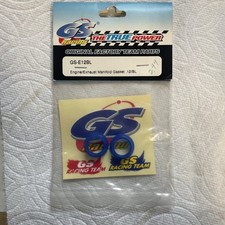 GS
THE TRUE POWER
ORIGINAL FACTORY TEAM PARTS
GS-E12BL
Engine/Exhaust Manifold Gasket .12/BL
GS
GS
RACING TEAM
GS
RACING TEAM